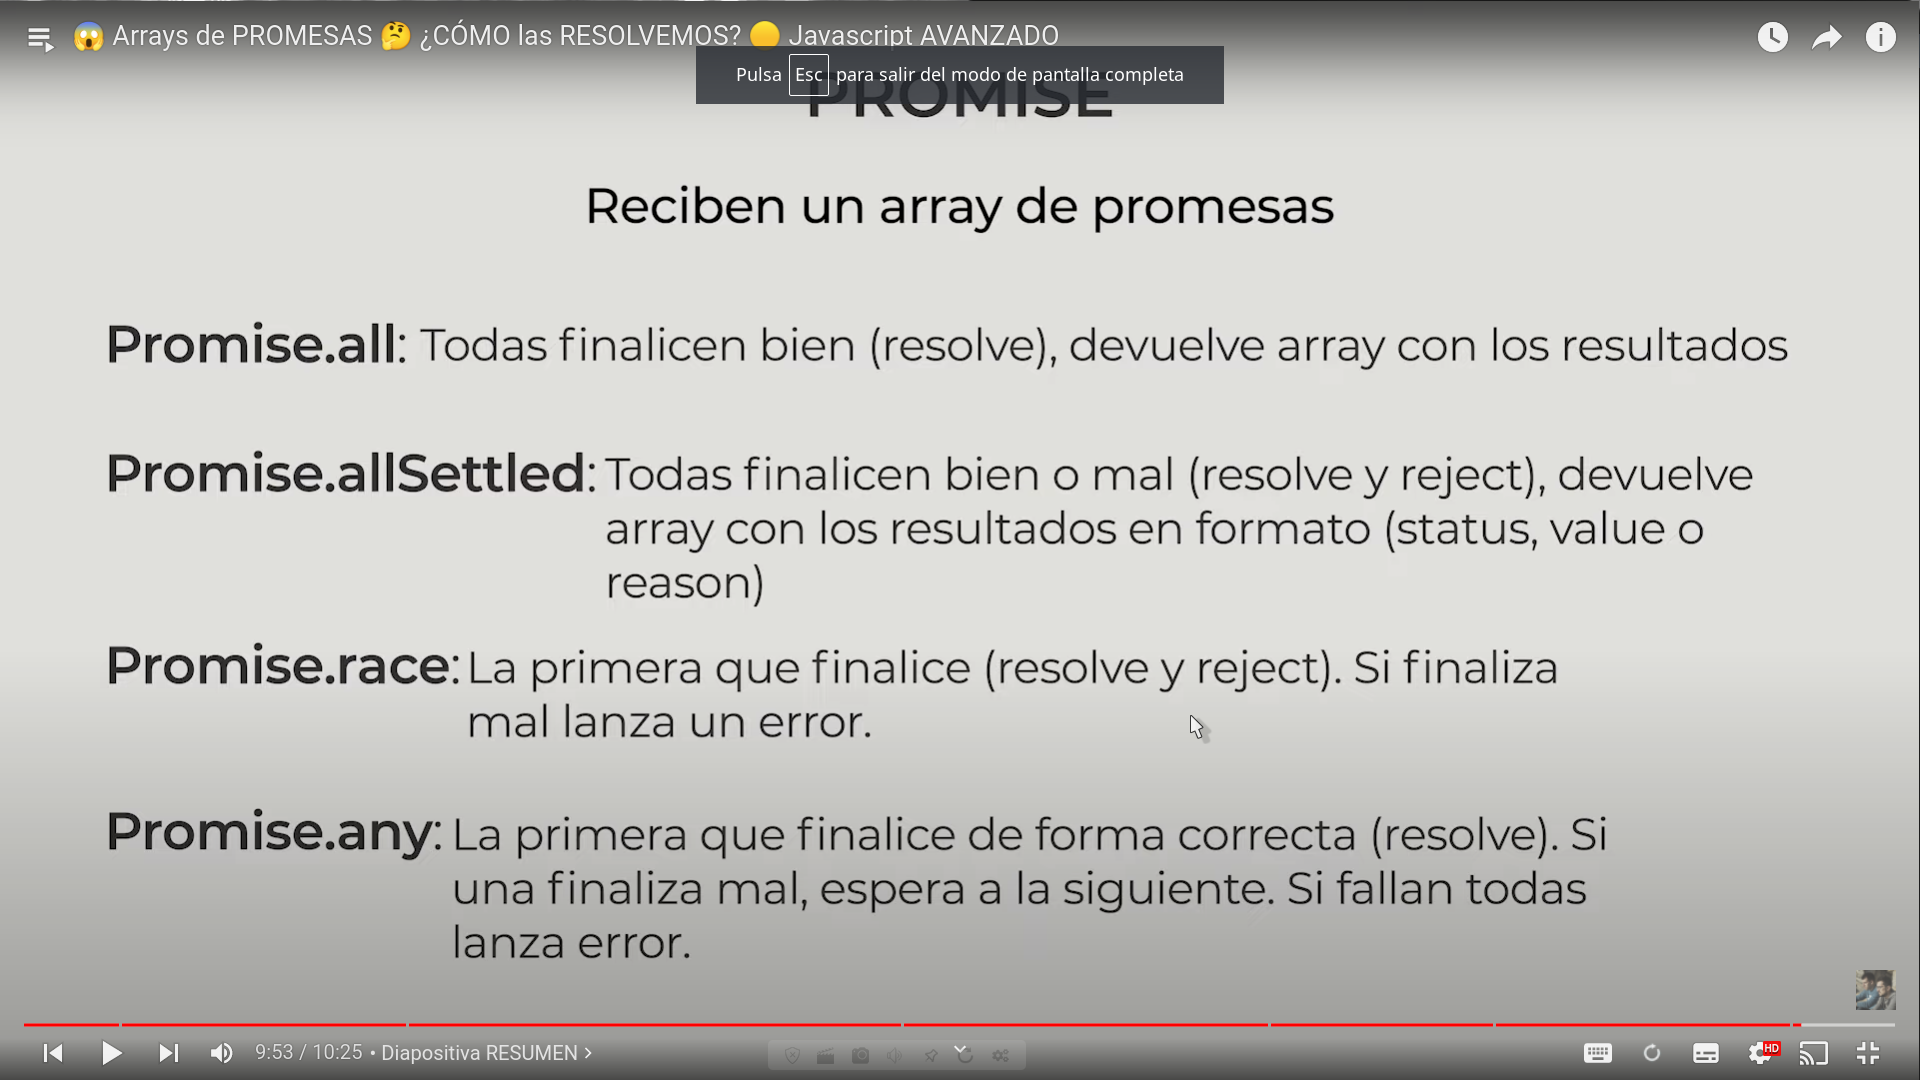 😱 Arrays de PROMESAS 🤔 ¿CÓMO las RESOLVEMOS? 🟡 Javascript AVANZADO
Pulsa Esc para salir del modo de pantalla completa
PROMISE
Reciben un array de promesas
Promise.all: Todas finalicen bien (resolve), devuelve array con los resultados
Promise.allSettled: Todas finalicen bien o mal (resolve y reject), devuelve
array con los resultados en formato (status, value o
reason)
Promise.race: La primera que finalice (resolve y reject). Si finaliza
mal lanza un error.
Promise.any: La primera que finalice de forma correcta (resolve). Si
una finaliza mal, espera a la siguiente. Si fallan todas
lanza error.
9:53 / 10:25 • Diapositiva RESUMEN
HD